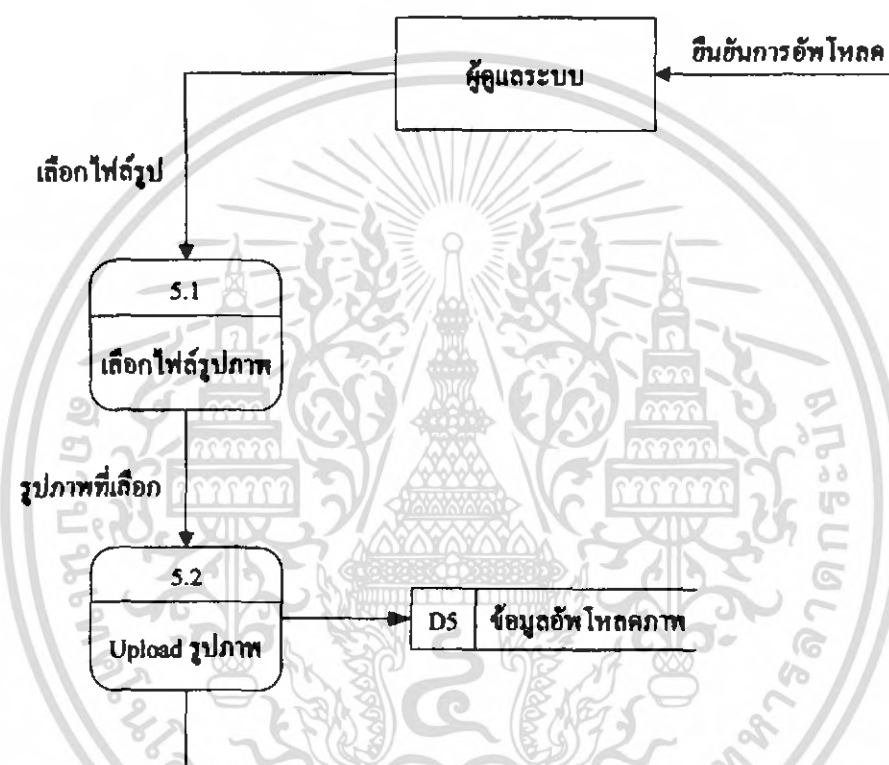 ยืนยันการอัพโหลด
ผู้ดูแลระบบ
เลือกไฟล์รูป
5.1
เลือกไฟล์รูปภาพ
รูปภาพที่เลือก
5.2
Upload รูปภาพ
D5 ข้อมูลอัพโหลดภาพ